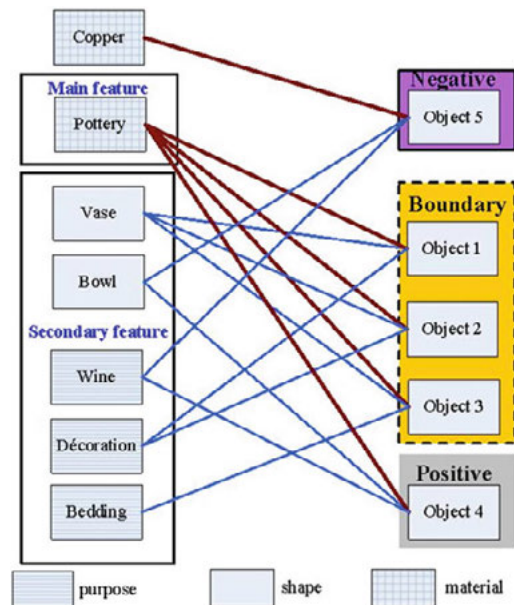 Copper
Main feature
Pottery
Vase
Bowl
Secondary feature
Wine
Décoration
Bedding
Negative
Object 5
Boundary
Object 1
Object 2
Object 3
Positive
Object 4
purpose
shape
material